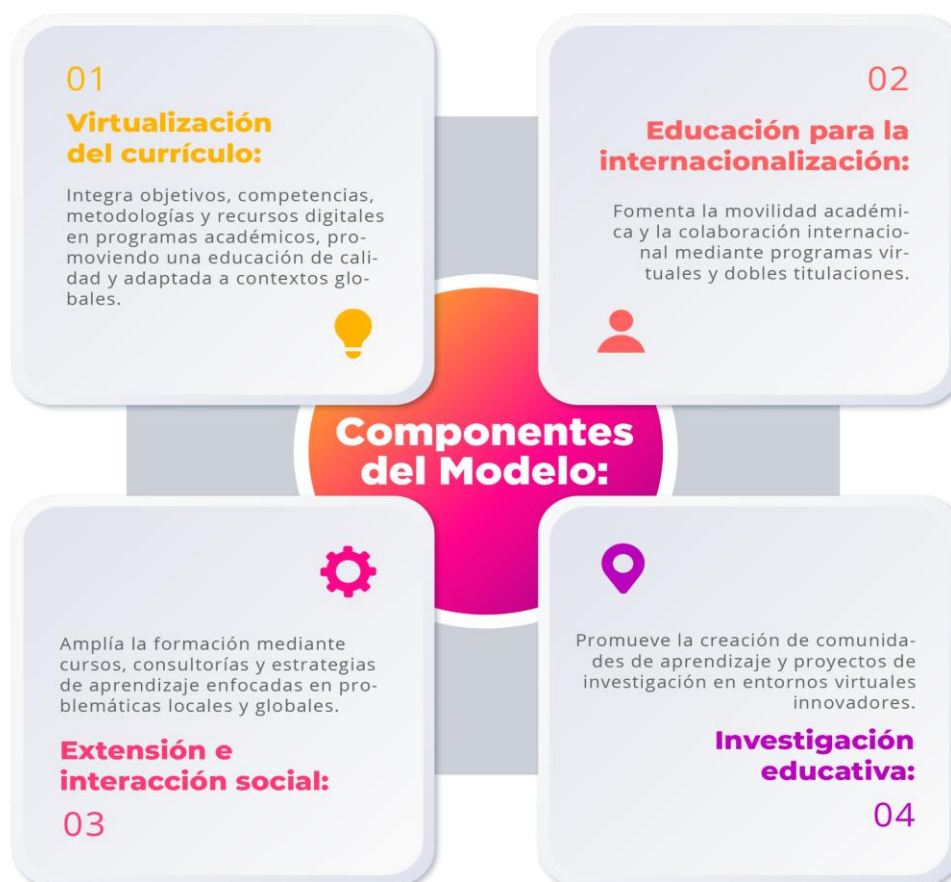 01
Virtualización
del currículo:
Integra objetivos, competencias,
metodologías y recursos digitales
en programas académicos, pro-
moviendo una educación de cali-
dad y adaptada a contextos glo-
bales.
02
Educación para la
internacionalización:
Fomenta la movilidad académi-
ca y la colaboración internacio-
nal mediante programas vir-
tuales y dobles titulaciones.
Componentes
del Modelo:
Amplía la formación mediante
cursos, consultorías y estrategias
de aprendizaje enfocadas en pro-
blemáticas locales y globales.
Extensión e
interacción social:
03
Promueve la creación de comunida-
des de aprendizaje y proyectos de
investigación en entornos virtuales
innovadores.
Investigación
educativa:
04